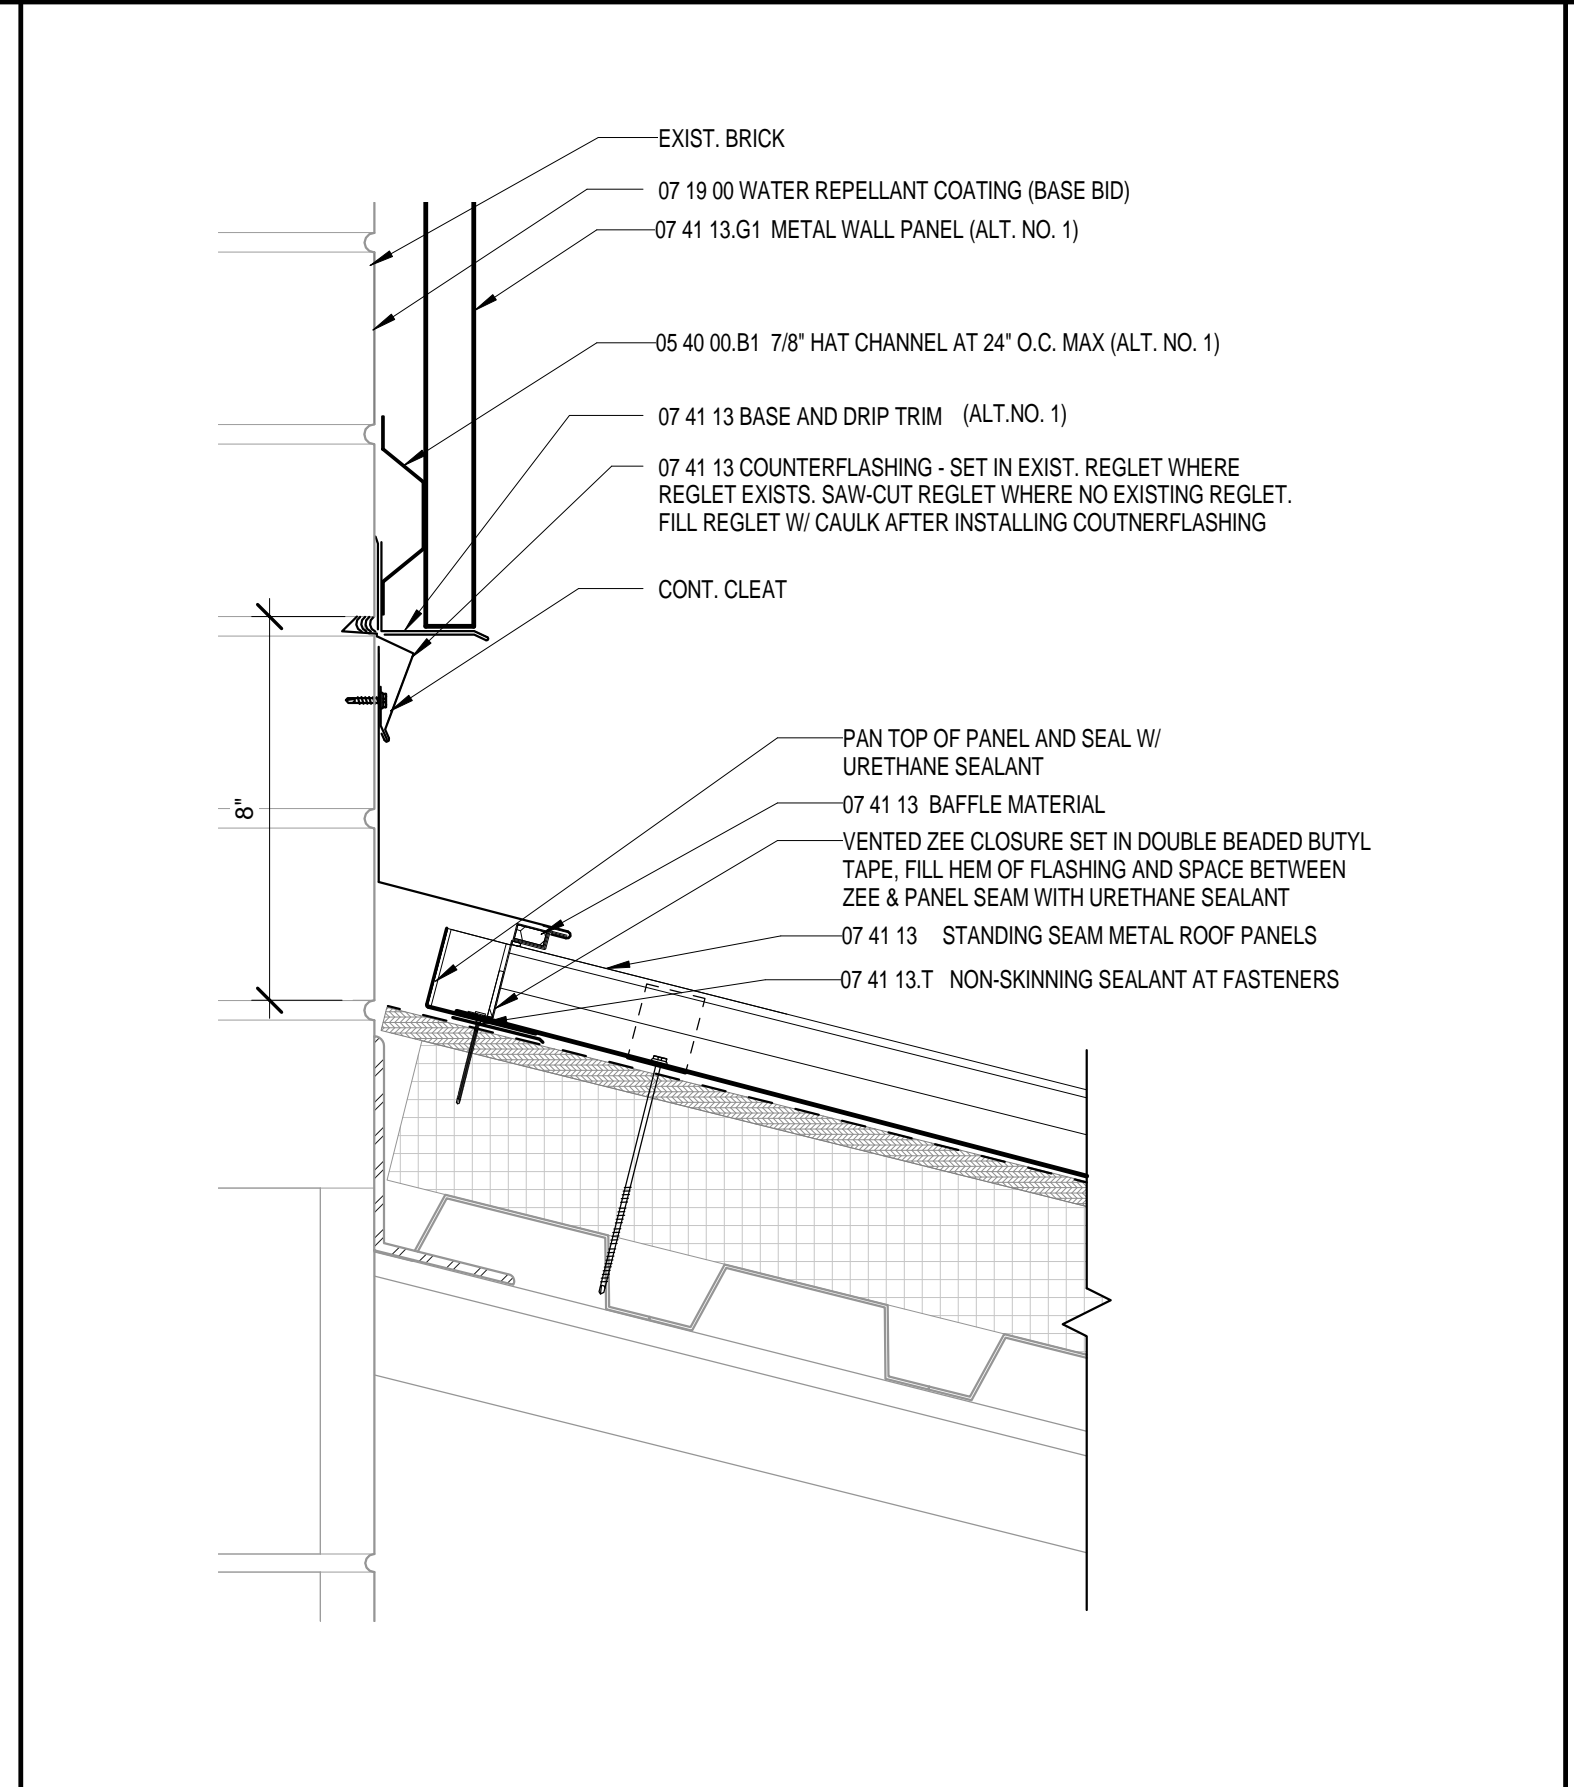 EXIST. BRICK
07 19 00 WATER REPELLANT COATING (BASE BID)
07 41 13.G1 METAL WALL PANEL (ALT. NO. 1)
05 40 00.B1 7/8" HAT CHANNEL AT 24" O.C. MAX (ALT. NO. 1)
07 41 13 BASE AND DRIP TRIM (ALT.NO. 1)
07 41 13 COUNTERFLASHING - SET IN EXIST. REGLET WHERE
REGLET EXISTS. SAW-CUT REGLET WHERE NO EXISTING REGLET.
FILL REGLET W/ CAULK AFTER INSTALLING COUTNERFLASHING
CONT. CLEAT
8"
PAN TOP OF PANEL AND SEAL W/
URETHANE SEALANT
07 41 13 BAFFLE MATERIAL
VENTED ZEE CLOSURE SET IN DOUBLE BEADED BUTYL
TAPE, FILL HEM OF FLASHING AND SPACE BETWEEN
ZEE & PANEL SEAM WITH URETHANE SEALANT
07 41 13 STANDING SEAM METAL ROOF PANELS
07 41 13.T NON-SKINNING SEALANT AT FASTENERS